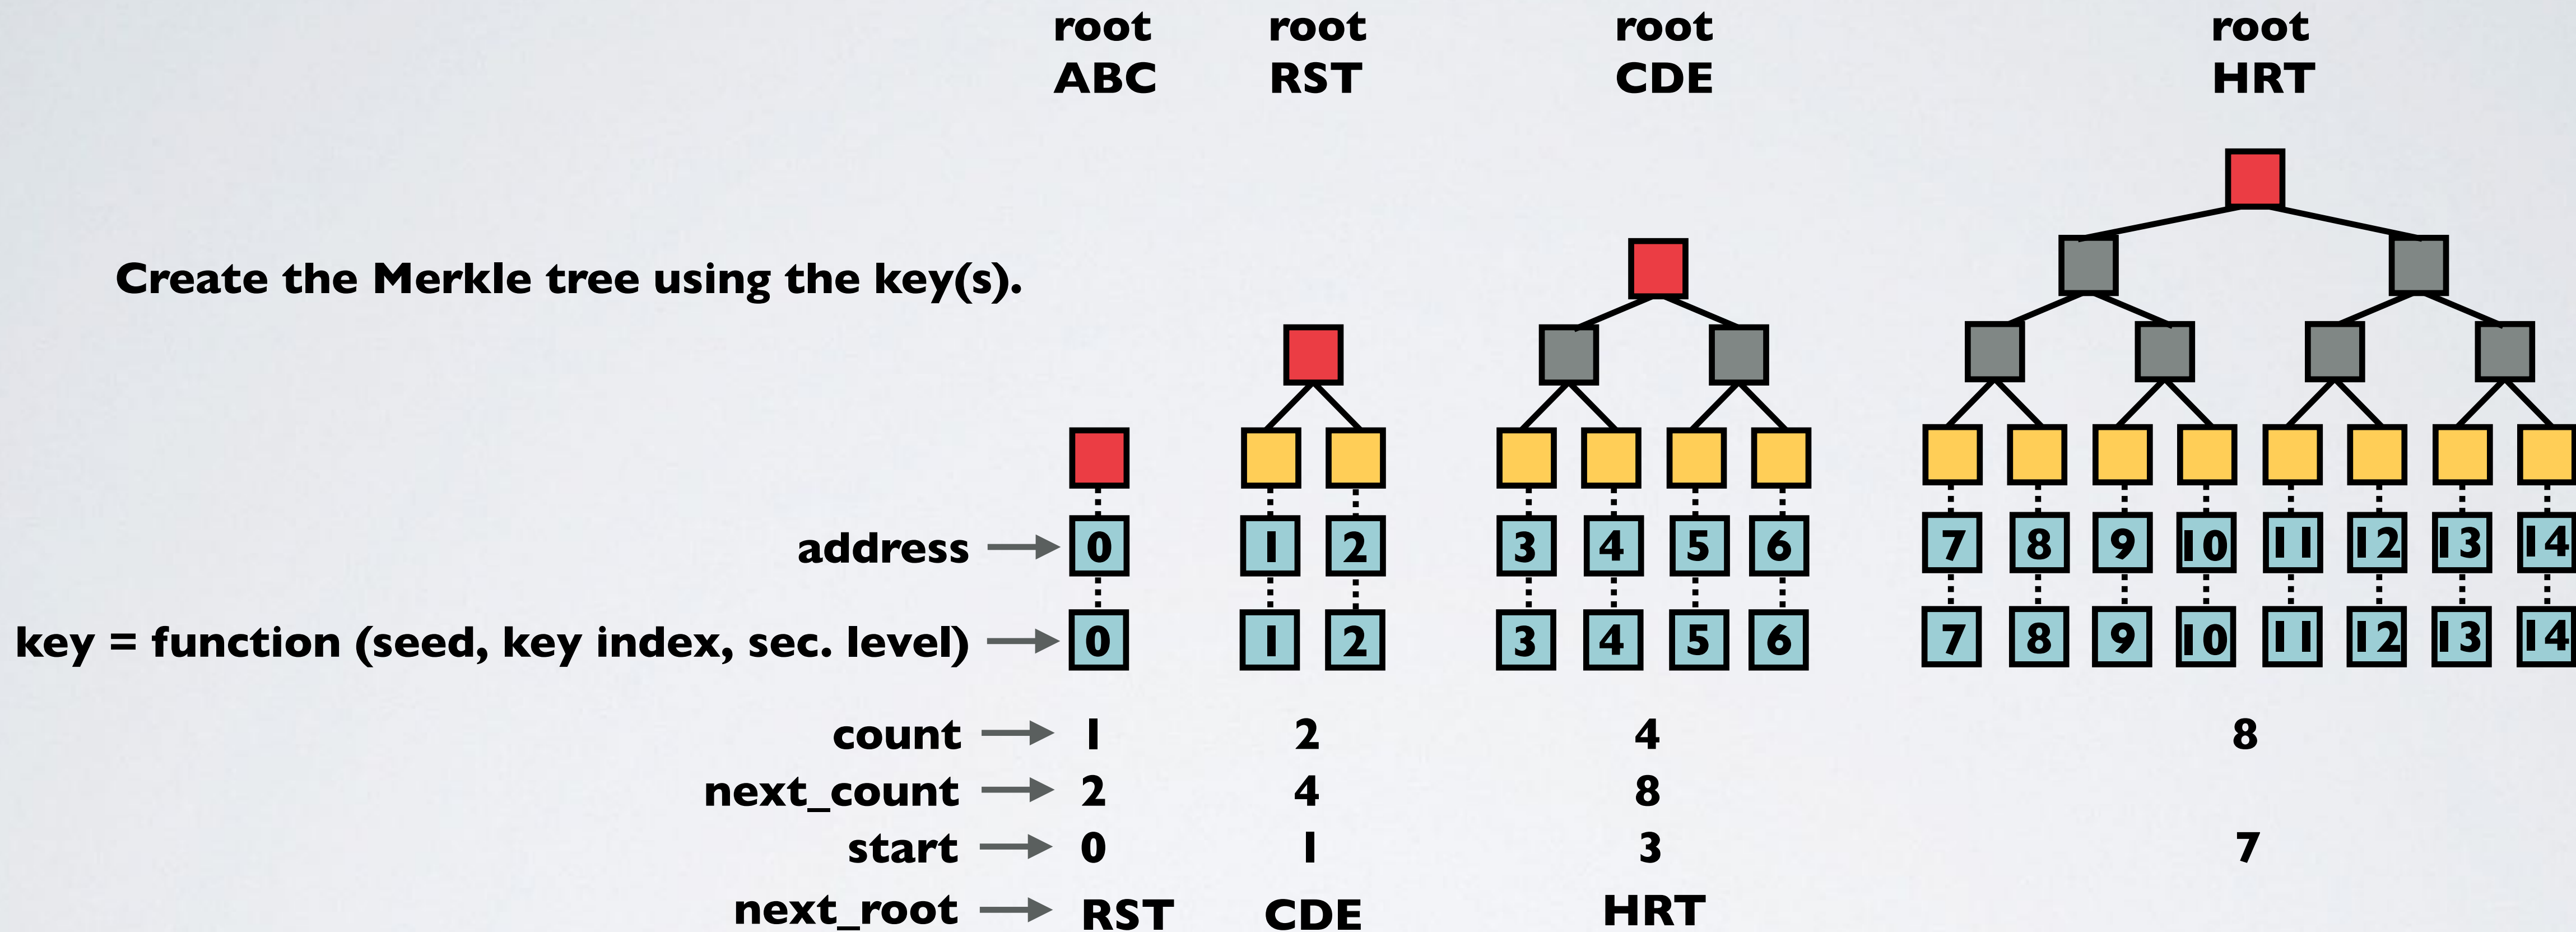 root root root root
ABC RST CDE HRT
Create the Merkle tree using the key(s).
address 0 1 2 3 4 5 6 7 8 9 10 11 12 13 14
key = function (seed, key index, sec. level) 0 1 2 3 4 5 6 7 8 9 10 11 12 13 14
count 1 2 4 8
next_count 2 4 8
start 0 1 3 7
next_root RST CDE HRT